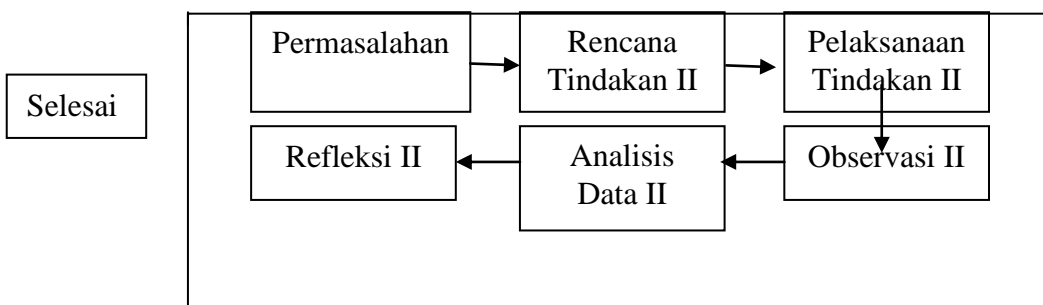 Permasalahan
Rencana
Tindakan II
Pelaksanaan
Tindakan II
Selesai
Refleksi II
Analisis
Data II
Observasi II